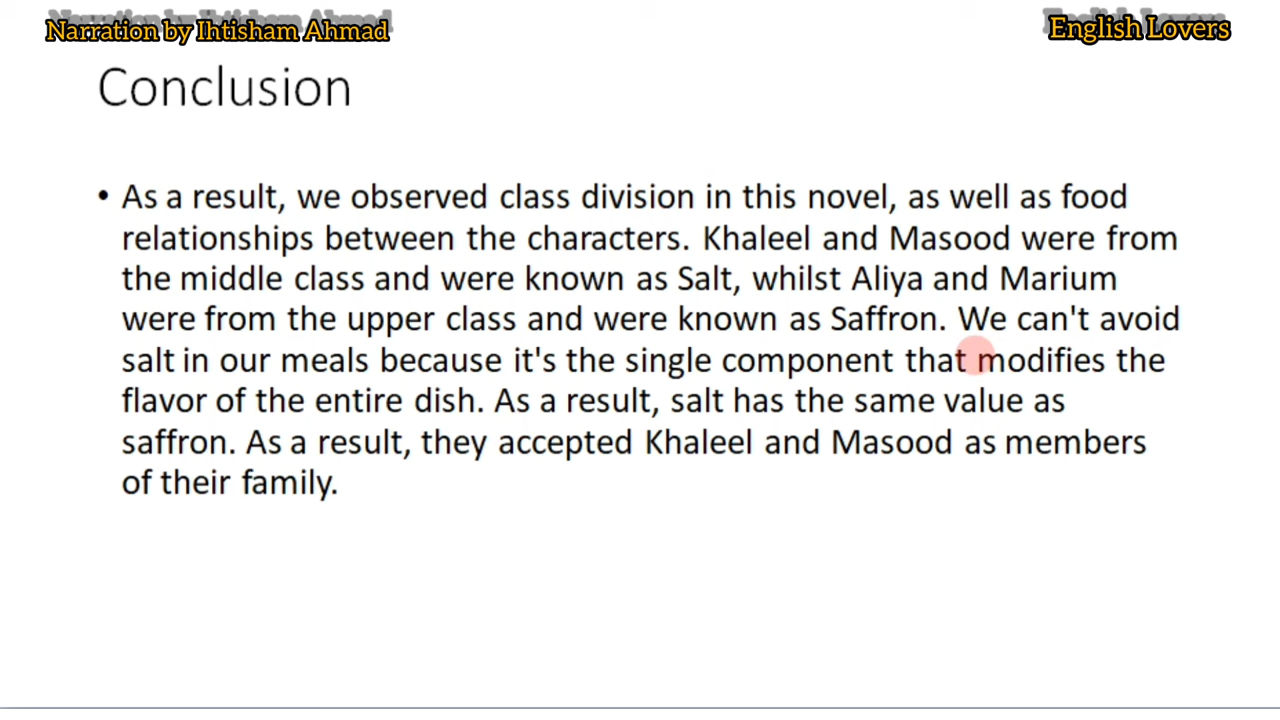 Narration by Ihtisham Ahmad
English Lovers
Conclusion
• As a result, we observed class division in this novel, as well as food
relationships between the characters. Khaleel and Masood were from
the middle class and were known as Salt, whilst Aliya and Marium
were from the upper class and were known as Saffron. We can't avoid
salt in our meals because it's the single component that modifies the
flavor of the entire dish. As a result, salt has the same value as
saffron. As a result, they accepted Khaleel and Masood as members
of their family.